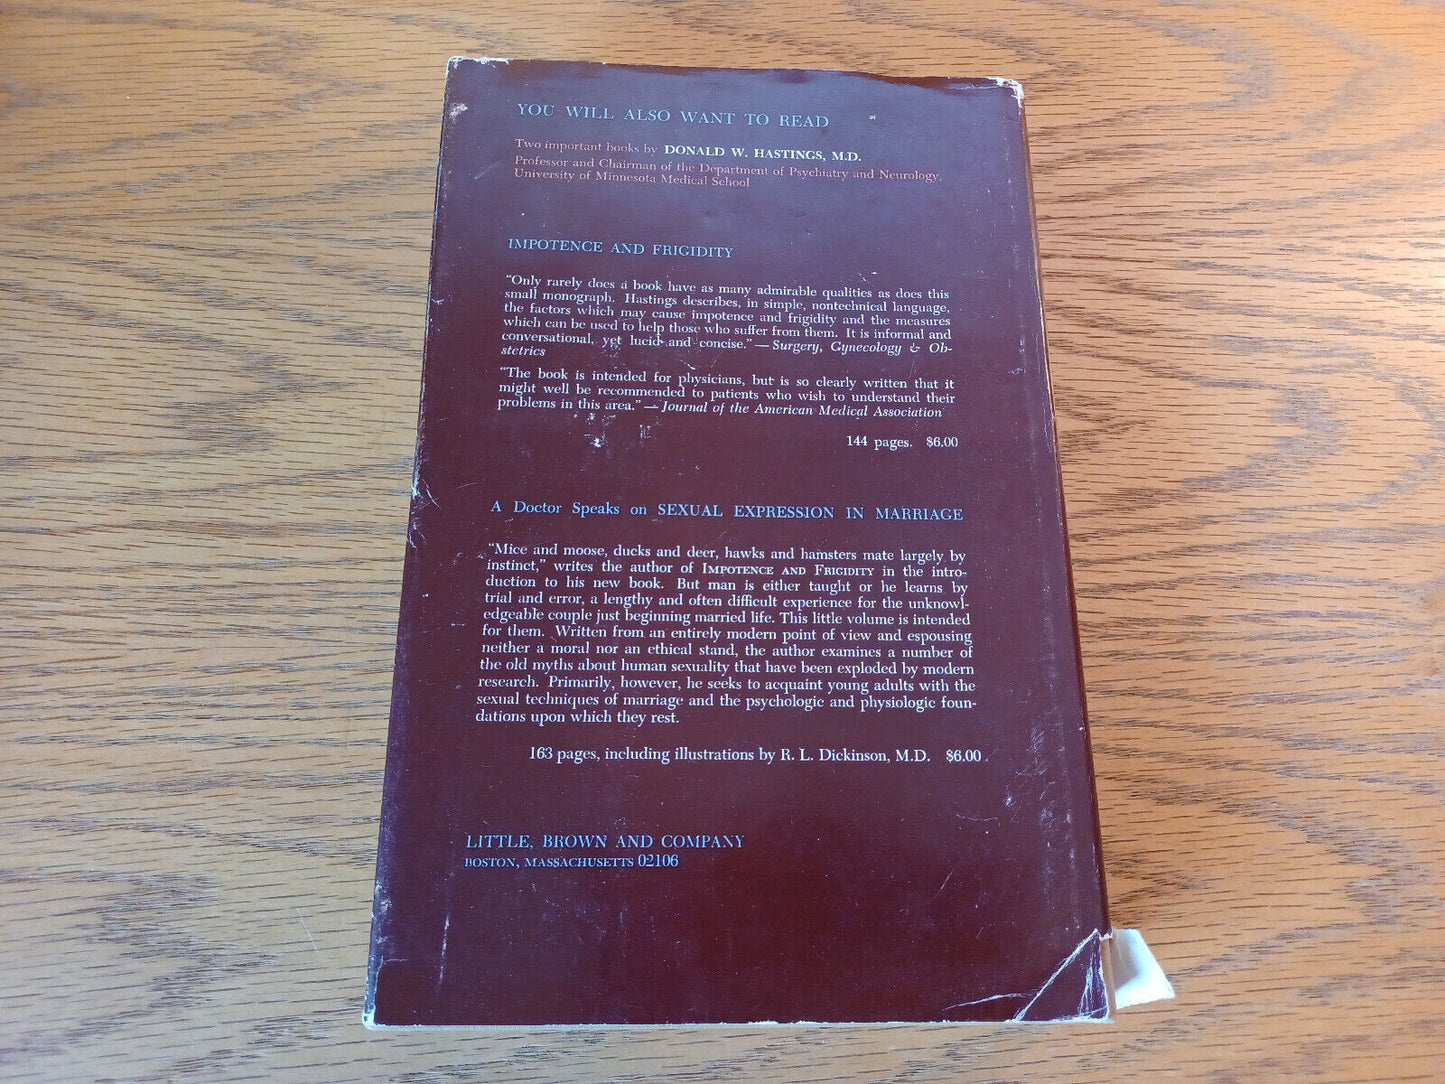 YOU WILL ALSO WANT TO READ
Two important books by DONALD W. HASTINGS, M.D.
Professor and Chairman of the Department of Psychiatry and Neurology,
University of Minnesota Medical School
IMPOTENCE AND FRIGIDITY
“Only rarely does a book have as many admirable qualities as does this
small monograph. Hastings describes, in simple, nontechnical language,
the factors which may cause impotence and frigidity and the measures
which can be used to help those who suffer from them. It is informal and
conversational, yet lucid and concise.” — Surgery, Gynecology & Ob-
stetrics
“The book is intended for physicians, but is so clearly written that it
might well be recommended to patients who wish to understand their
problems in this area.” — Journal of the American Medical Association
144 pages. $6.00
A Doctor Speaks on SEXUAL EXPRESSION IN MARRIAGE
“Mice and moose, ducks and deer, hawks and hamsters mate largely by
instinct,” writes the author of IMPOTENCE AND FRIGIDITY in the intro-
duction to his new book. But man is either taught or he learns by
trial and error, a lengthy and often difficult experience for the unknowl-
edgeable couple just beginning married life. This little volume is intended
for them. Written from an entirely modern point of view and espousing
neither a moral nor an ethical stand, the author examines a number of
the old myths about human sexuality that have been exploded by modern
research. Primarily, however, he seeks to acquaint young adults with the
sexual techniques of marriage and the psychologic and physiologic foun-
dations upon which they rest.
163 pages, including illustrations by R. L. Dickinson, M.D. $6.00
LITTLE, BROWN AND COMPANY
BOSTON, MASSACHUSETTS 02106